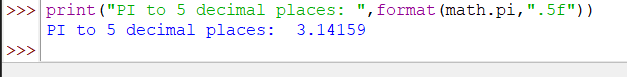 >>> print("PI to 5 decimal places: ",format(math.pi,".5f"))
PI to 5 decimal places:  3.14159
>>>